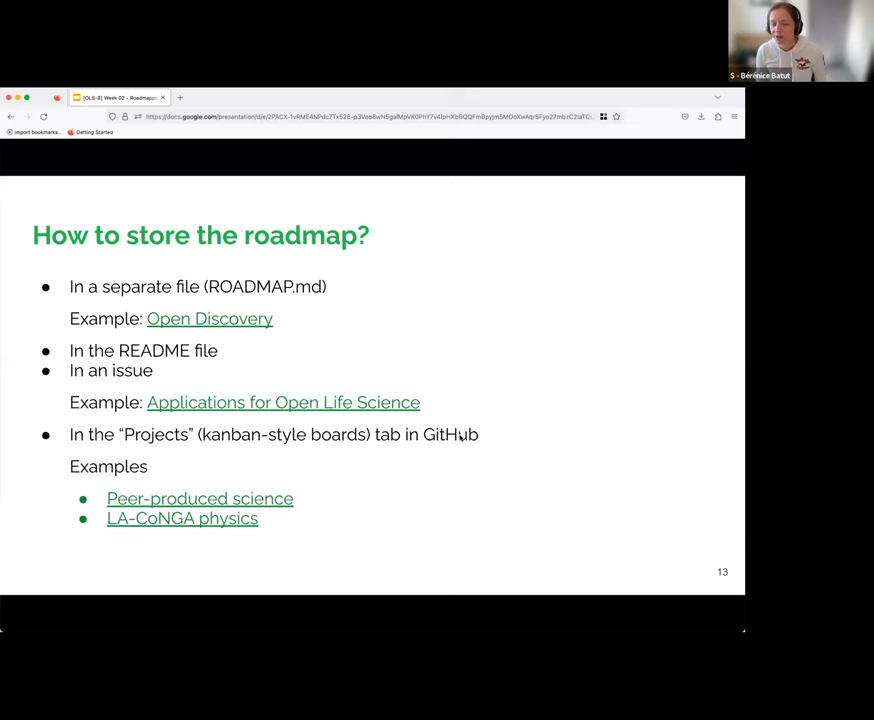 S - Bérénice Batut
[OLS-8] Week 02 - Roadmapp
Import bookmarks...
Getting Started
How to store the roadmap?
● In a separate file (ROADMAP.md)
Example: Open Discovery
● In the README file
● In an issue
Example: Applications for Open Life Science
● In the “Projects” (kanban-style boards) tab in GitHub
Examples
● Peer-produced science
● LA-CoNGA physics
13